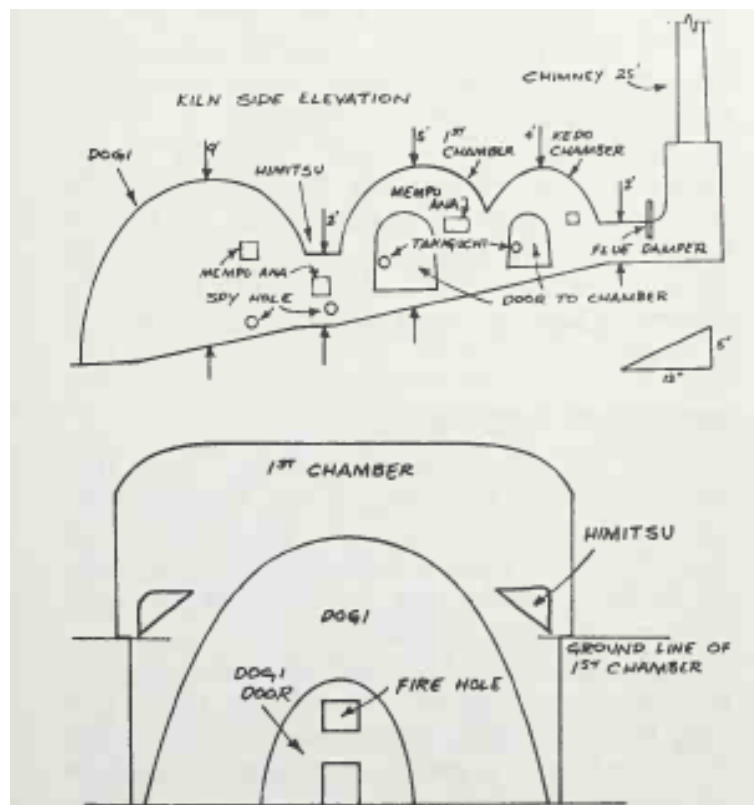 CHIMNEY 25'
KILN SIDE ELEVATION
DOGI
9'
HIMITSU
2'
5'
1ST CHAMBER
4'
KEDO CHAMBER
2'
MEMPO ANA
TAKIGUCHI
FLUE DAMPER
MEMPO ANA
SPY HOLE
DOOR TO CHAMBER
12"
1ST CHAMBER
HIMITSU
DOGI
GROUND LINE OF
1ST CHAMBER
DOGI
DOOR
FIRE HOLE